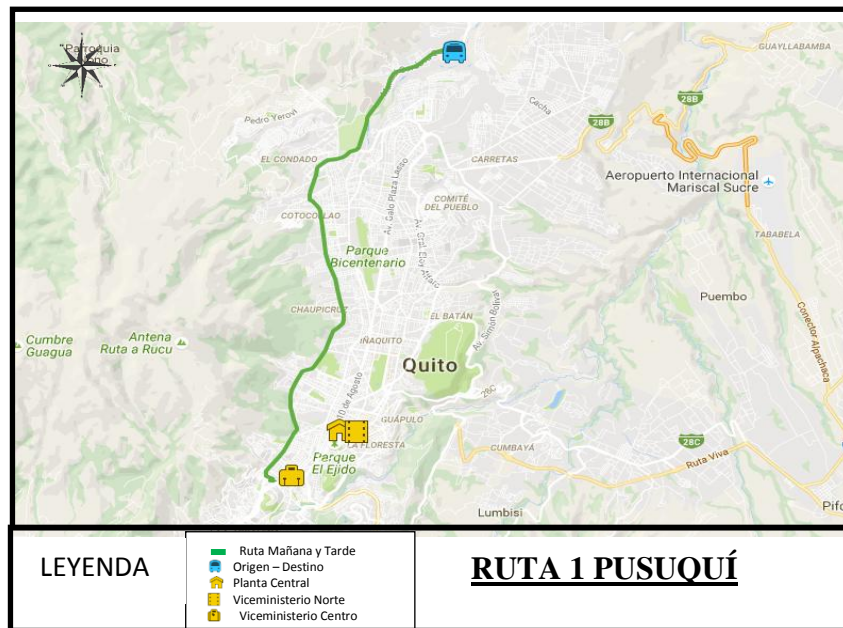 Parroquia
GUAYLLABAMBA
28B
Cacha
Pedro Yerovi
28B
EL CONDADO
CARRETAS
Av. Galo Plaza Lasso
Aeropuerto Internacional
Mariscal Sucre
COMITÉ
DEL PUEBLO
COTOCOLLAO
Av. Gral. Eloy Alfaro
TABABELA
Parque
Bicentenario
Puembo
CHAUPICRUZ
EL BATÁN
Av. Simón Bolívar
Cumbre
Guagua
Antena
Ruta a Rucu
IÑAQUITO
Conector Alpachaca
Quito
10 de Agosto
28C
GUÁPULO
LA FLORESTA
28C
CUMBAYÁ
Parque
El Ejido
Ruta Viva
Lumbisi
Pifo
LEYENDA
Ruta Mañana y Tarde
Origen – Destino
Planta Central
Viceministerio Norte
Viceministerio Centro
RUTA 1 PUSUQUÍ